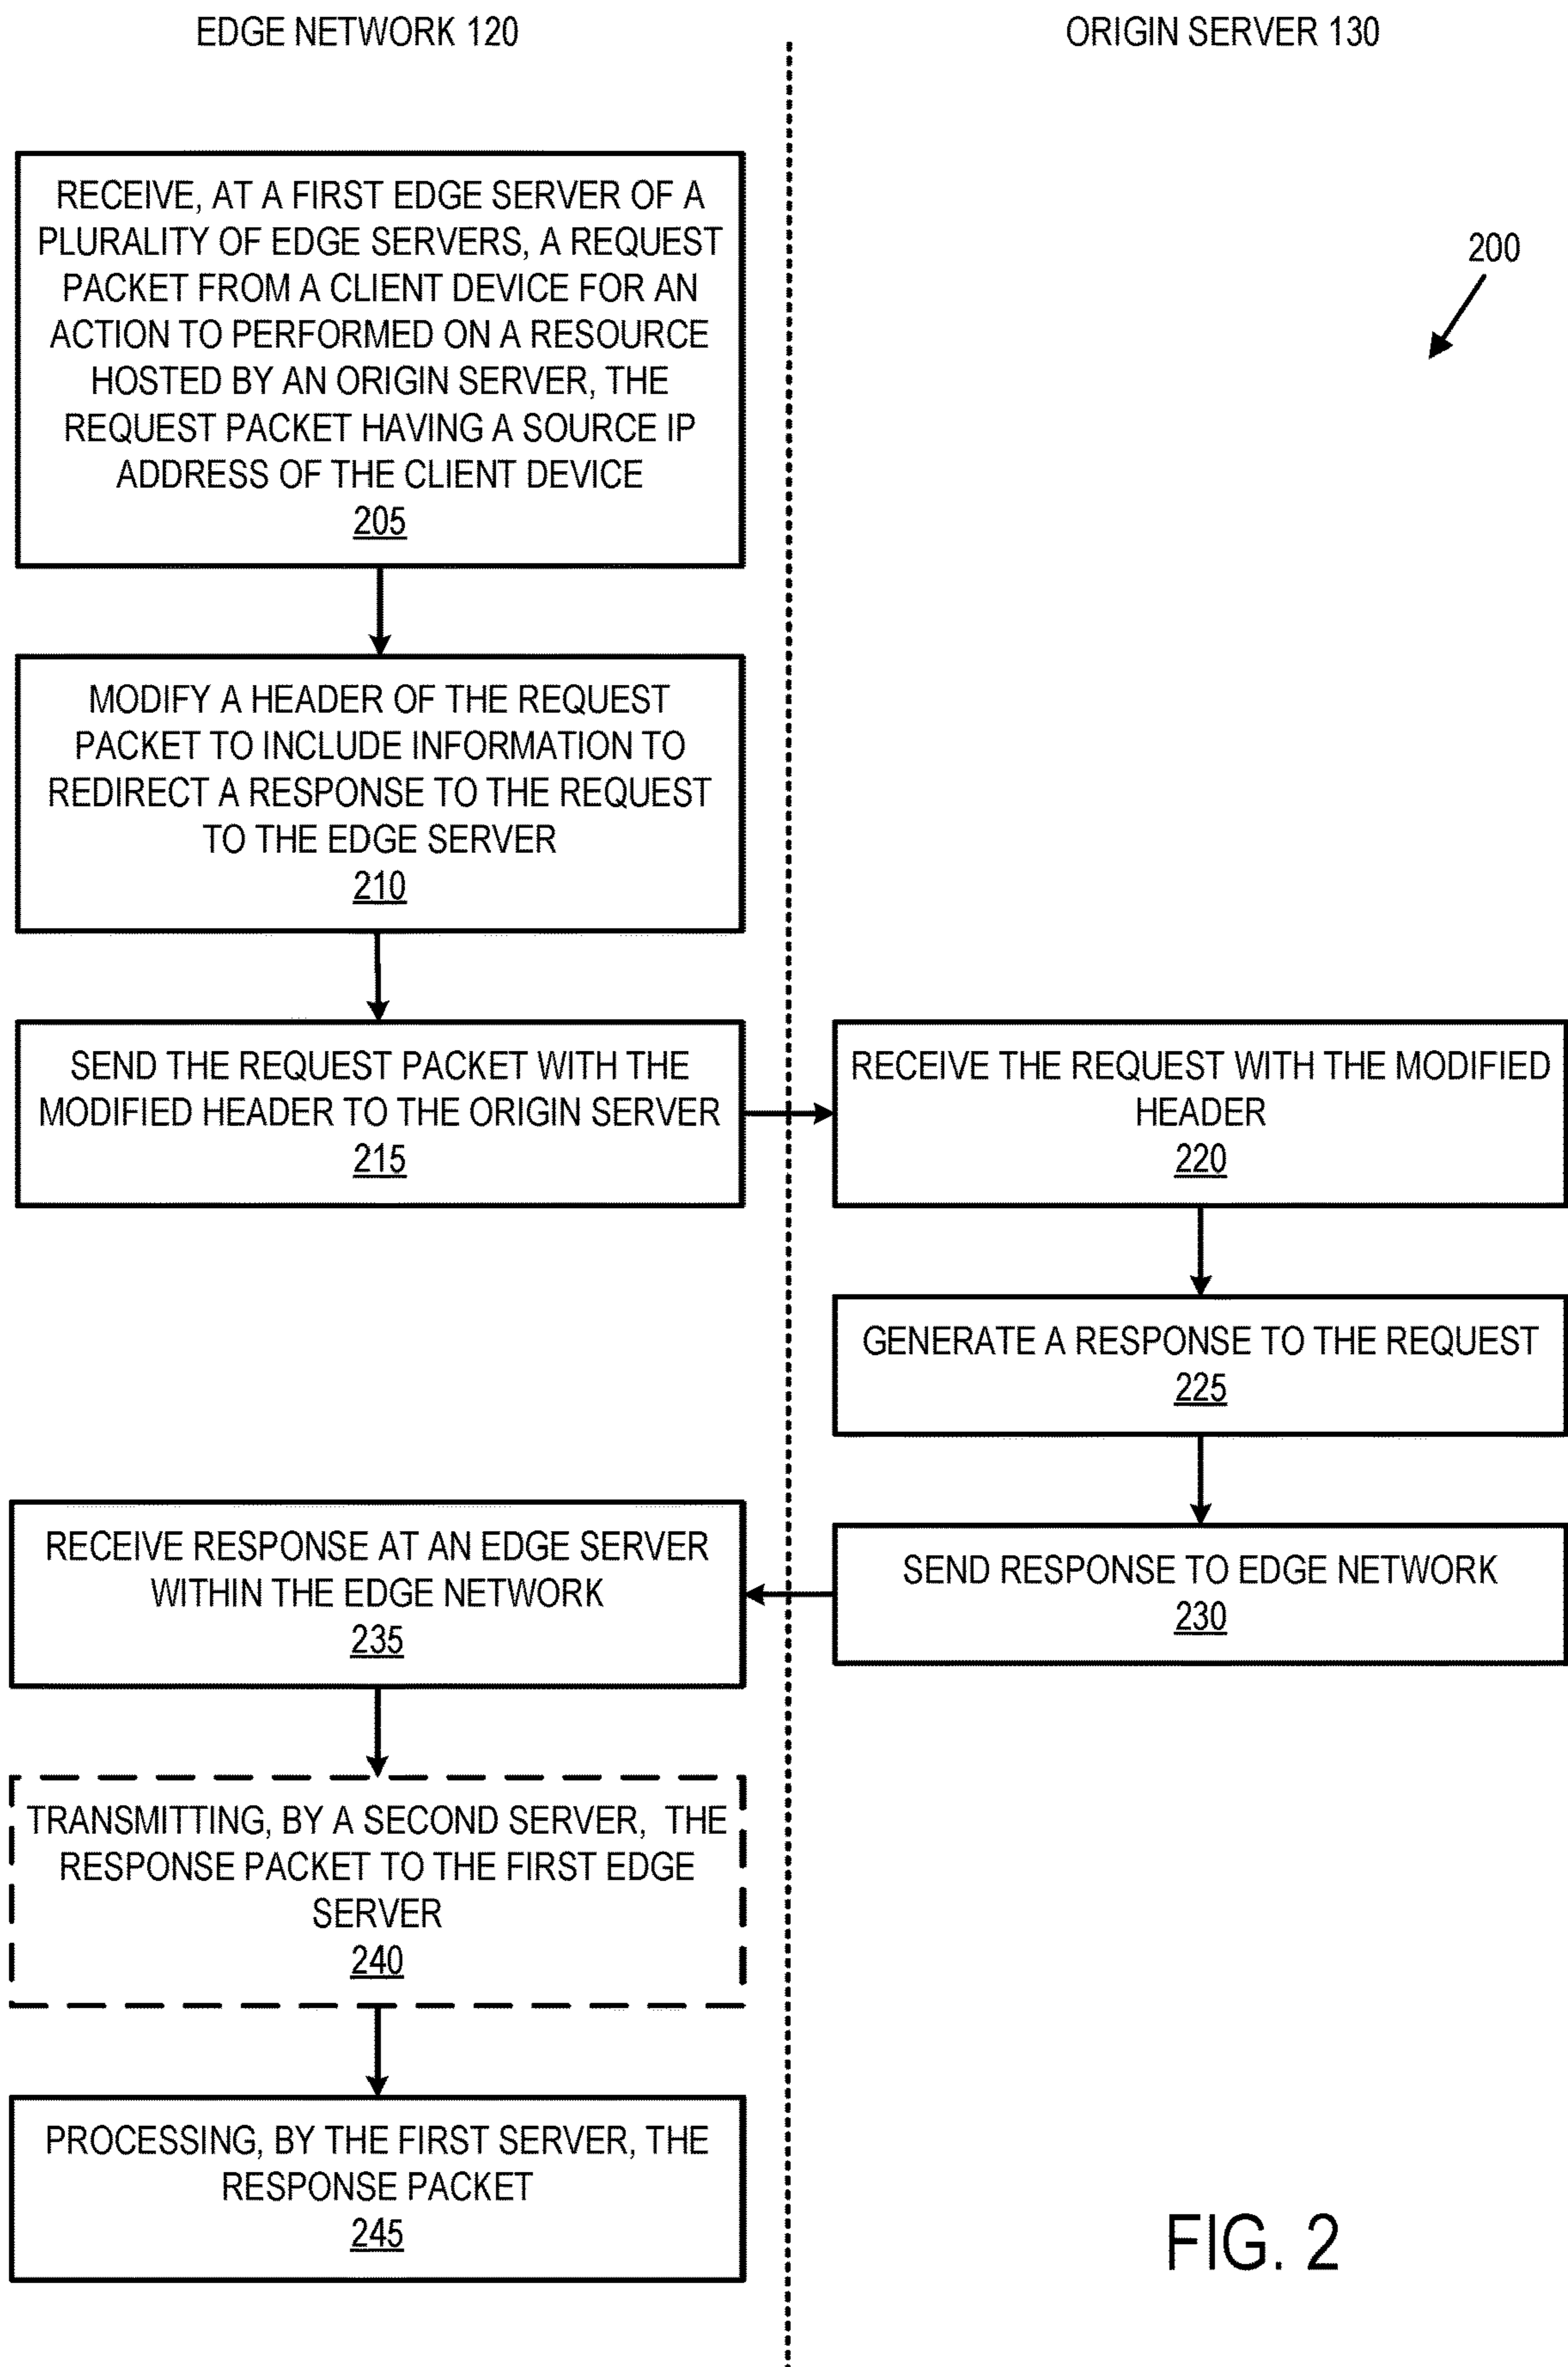 EDGE NETWORK 120
ORIGIN SERVER 130
200
RECEIVE, AT A FIRST EDGE SERVER OF A
PLURALITY OF EDGE SERVERS, A REQUEST
PACKET FROM A CLIENT DEVICE FOR AN
ACTION TO PERFORMED ON A RESOURCE
HOSTED BY AN ORIGIN SERVER, THE
REQUEST PACKET HAVING A SOURCE IP
ADDRESS OF THE CLIENT DEVICE
205
MODIFY A HEADER OF THE REQUEST
PACKET TO INCLUDE INFORMATION TO
REDIRECT A RESPONSE TO THE REQUEST
TO THE EDGE SERVER
210
SEND THE REQUEST PACKET WITH THE
MODIFIED HEADER TO THE ORIGIN SERVER
215
RECEIVE THE REQUEST WITH THE MODIFIED
HEADER
220
GENERATE A RESPONSE TO THE REQUEST
225
SEND RESPONSE TO EDGE NETWORK
230
RECEIVE RESPONSE AT AN EDGE SERVER
WITHIN THE EDGE NETWORK
235
TRANSMITTING, BY A SECOND SERVER, THE
RESPONSE PACKET TO THE FIRST EDGE
SERVER
240
PROCESSING, BY THE FIRST SERVER, THE
RESPONSE PACKET
245
FIG. 2